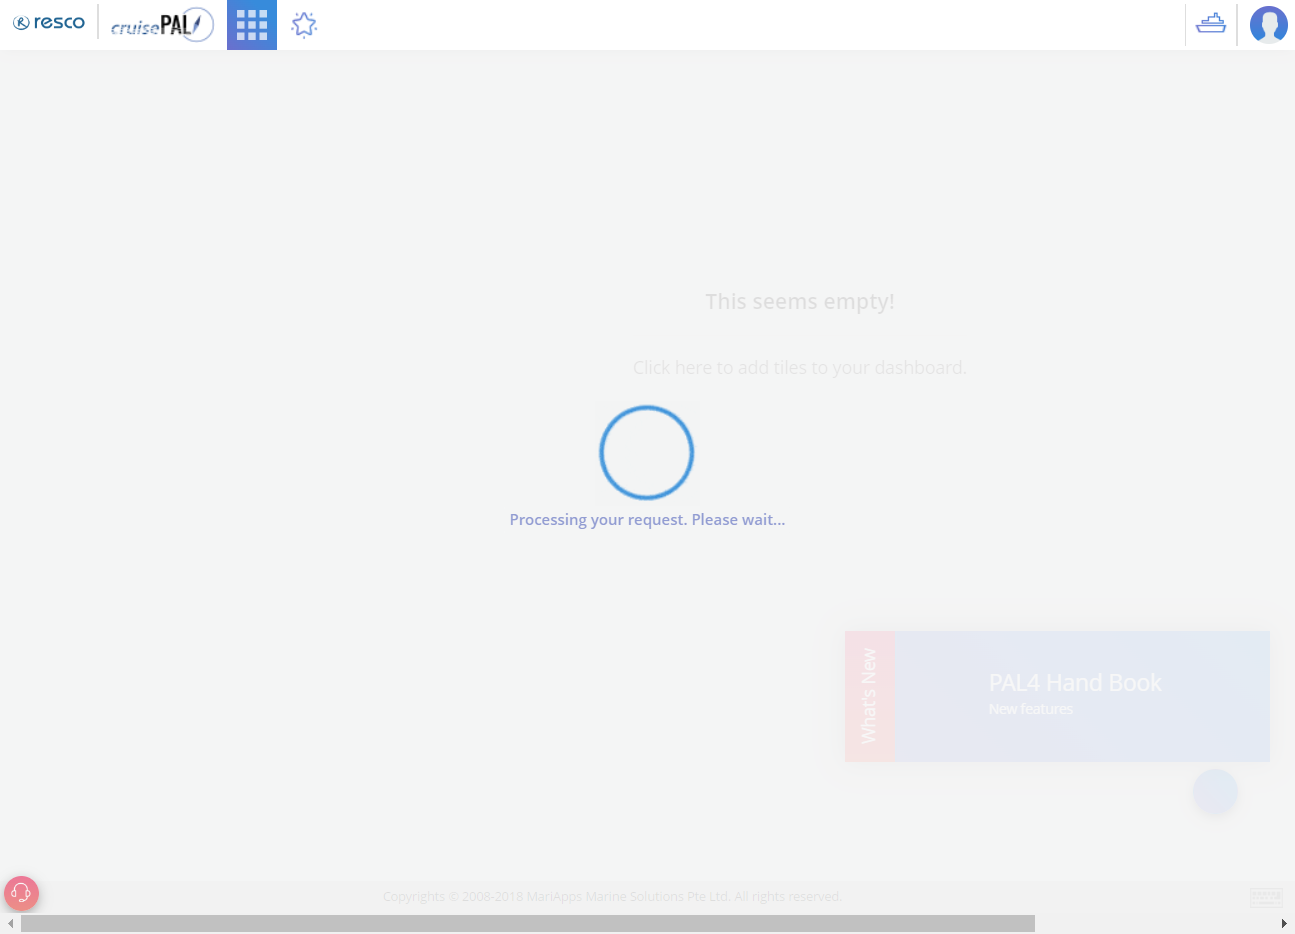 resco
cruisePAL
This seems empty!
Click here to add tiles to your dashboard.
Processing your request. Please wait...
What's New
PAL4 Hand Book
New features
Copyrights © 2008-2018 MariApps Marine Solutions Pte Ltd. All rights reserved.